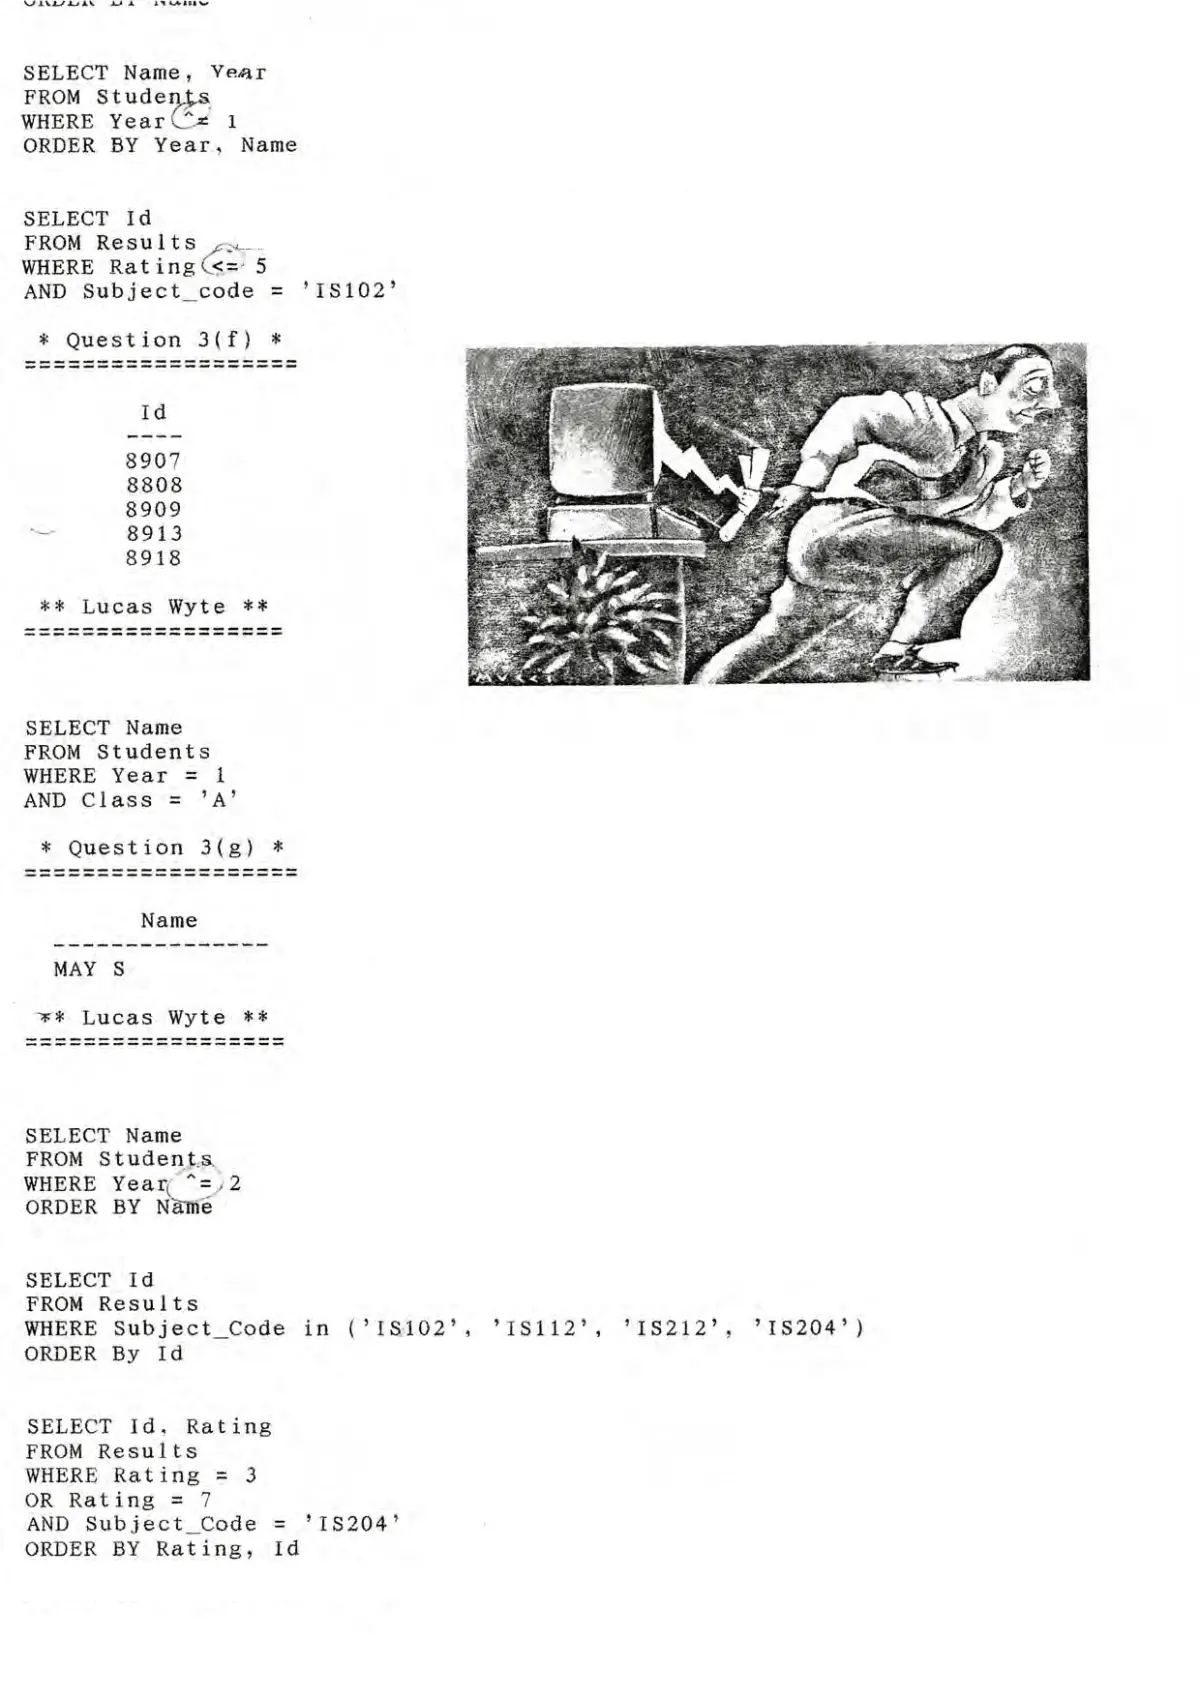 ORDER BY Name
SELECT Name, Year
FROM Students
WHERE Year ^= 1
ORDER BY Year, Name
SELECT Id
FROM Results
WHERE Rating <= 5
AND Subject_code = 'IS102'
* Question 3(f) *
===================
Id
----
8907
8808
8909
8913
8918
** Lucas Wyte **
==================
SELECT Name
FROM Students
WHERE Year = 1
AND Class = 'A'
* Question 3(g) *
===================
Name
---------------
MAY S
** Lucas Wyte **
==================
SELECT Name
FROM Students
WHERE Year ^= 2
ORDER BY Name
SELECT Id
FROM Results
WHERE Subject_Code in ('IS102', 'IS112', 'IS212', 'IS204')
ORDER By Id
SELECT Id, Rating
FROM Results
WHERE Rating = 3
OR Rating = 7
AND Subject_Code = 'IS204'
ORDER BY Rating, Id